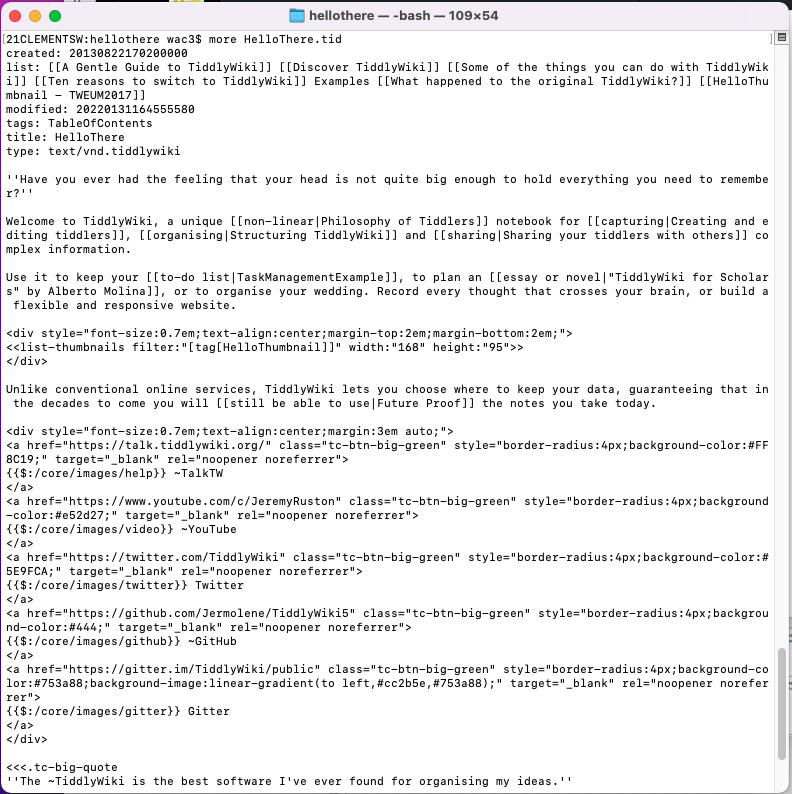 hellothere — -bash — 109×54
[21CLEMENTSW:hellothere wac3$ more HelloThere.tid ]
created: 20130822170200000
list: [[A Gentle Guide to TiddlyWiki]] [[Discover TiddlyWiki]] [[Some of the things you can do with TiddlyWik
i]] [[Ten reasons to switch to TiddlyWiki]] Examples [[What happened to the original TiddlyWiki?]] [[HelloThu
mbnail - TWEUM2017]]
modified: 20220131164555580
tags: TableOfContents
title: HelloThere
type: text/vnd.tiddlywiki

''Have you ever had the feeling that your head is not quite big enough to hold everything you need to remembe
r?''

Welcome to TiddlyWiki, a unique [[non-linear|Philosophy of Tiddlers]] notebook for [[capturing|Creating and e
diting tiddlers]], [[organising|Structuring TiddlyWiki]] and [[sharing|Sharing your tiddlers with others]] co
mplex information.

Use it to keep your [[to-do list|TaskManagementExample]], to plan an [[essay or novel|"TiddlyWiki for Scholar
s" by Alberto Molina]], or to organise your wedding. Record every thought that crosses your brain, or build a
 flexible and responsive website.

<div style="font-size:0.7em;text-align:center;margin-top:2em;margin-bottom:2em;">
<<list-thumbnails filter:"[tag[HelloThumbnail]]" width:"168" height:"95">>
</div>

Unlike conventional online services, TiddlyWiki lets you choose where to keep your data, guaranteeing that in
 the decades to come you will [[still be able to use|Future Proof]] the notes you take today.

<div style="font-size:0.7em;text-align:center;margin:3em auto;">
<a href="https://talk.tiddlywiki.org/" class="tc-btn-big-green" style="border-radius:4px;background-color:#FF
8C19;" target="_blank" rel="noopener noreferrer">
{{$:/core/images/help}} ~TalkTW
</a>
<a href="https://www.youtube.com/c/JeremyRuston" class="tc-btn-big-green" style="border-radius:4px;background
-color:#e52d27;" target="_blank" rel="noopener noreferrer">
{{$:/core/images/video}} ~YouTube
</a>
<a href="https://twitter.com/TiddlyWiki" class="tc-btn-big-green" style="border-radius:4px;background-color:#
5E9FCA;" target="_blank" rel="noopener noreferrer">
{{$:/core/images/twitter}} Twitter
</a>
<a href="https://github.com/Jermolene/TiddlyWiki5" class="tc-btn-big-green" style="border-radius:4px;backgrou
nd-color:#444;" target="_blank" rel="noopener noreferrer">
{{$:/core/images/github}} ~GitHub
</a>
<a href="https://gitter.im/TiddlyWiki/public" class="tc-btn-big-green" style="border-radius:4px;background-co
lor:#753a88;background-image:linear-gradient(to left,#cc2b5e,#753a88);" target="_blank" rel="noopener norefer
rer">
{{$:/core/images/gitter}} Gitter
</a>
</div>

<<<.tc-big-quote
''The ~TiddlyWiki is the best software I've ever found for organising my ideas.''